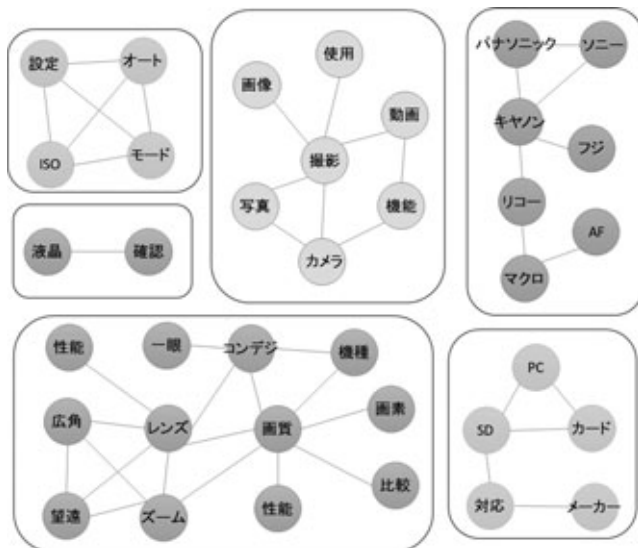 設定
オート
ISO
モード
液晶
確認
使用
画像
動画
撮影
写真
機能
カメラ
パナソニック
ソニー
キヤノン
フジ
リコー
AF
マクロ
性能
一眼
コンデジ
機種
広角
レンズ
画質
画素
望遠
ズーム
性能
比較
PC
SD
カード
対応
メーカー